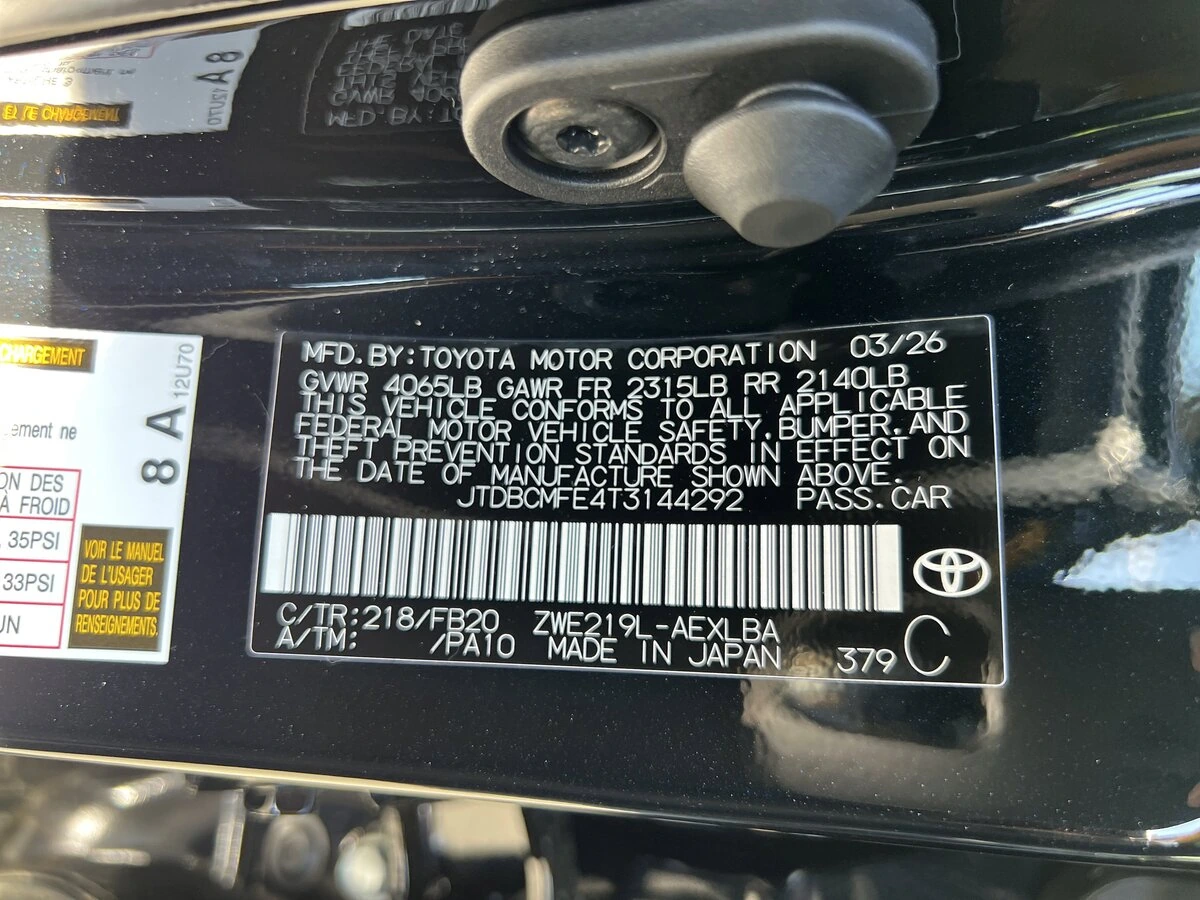 MFD.BY:TOYOTA MOTOR CORPORATION 03/26
GVWR 4065LB GAWR FR 2315LB RR 2140LB
THIS VEHICLE CONFORMS TO ALL APPLICABLE
FEDERAL MOTOR VEHICLE SAFETY,BUMPER,AND
THEFT PREVENTION STANDARDS IN EFFECT ON
THE DATE OF MANUFACTURE SHOWN ABOVE.
JTDBCMFE4T3144292 PASS.CAR
C/TR:218/FB20 ZWE219L-AEXLBA
A/TM: /PA10 MADE IN JAPAN 379 C
CHARGEMENT
12U70
8 A
ement ne
ON DES
À FROID
35PSI
33PSI
UN
VOIR LE MANUEL
DE L'USAGER
POUR PLUS DE
RENSEIGNEMENTS.